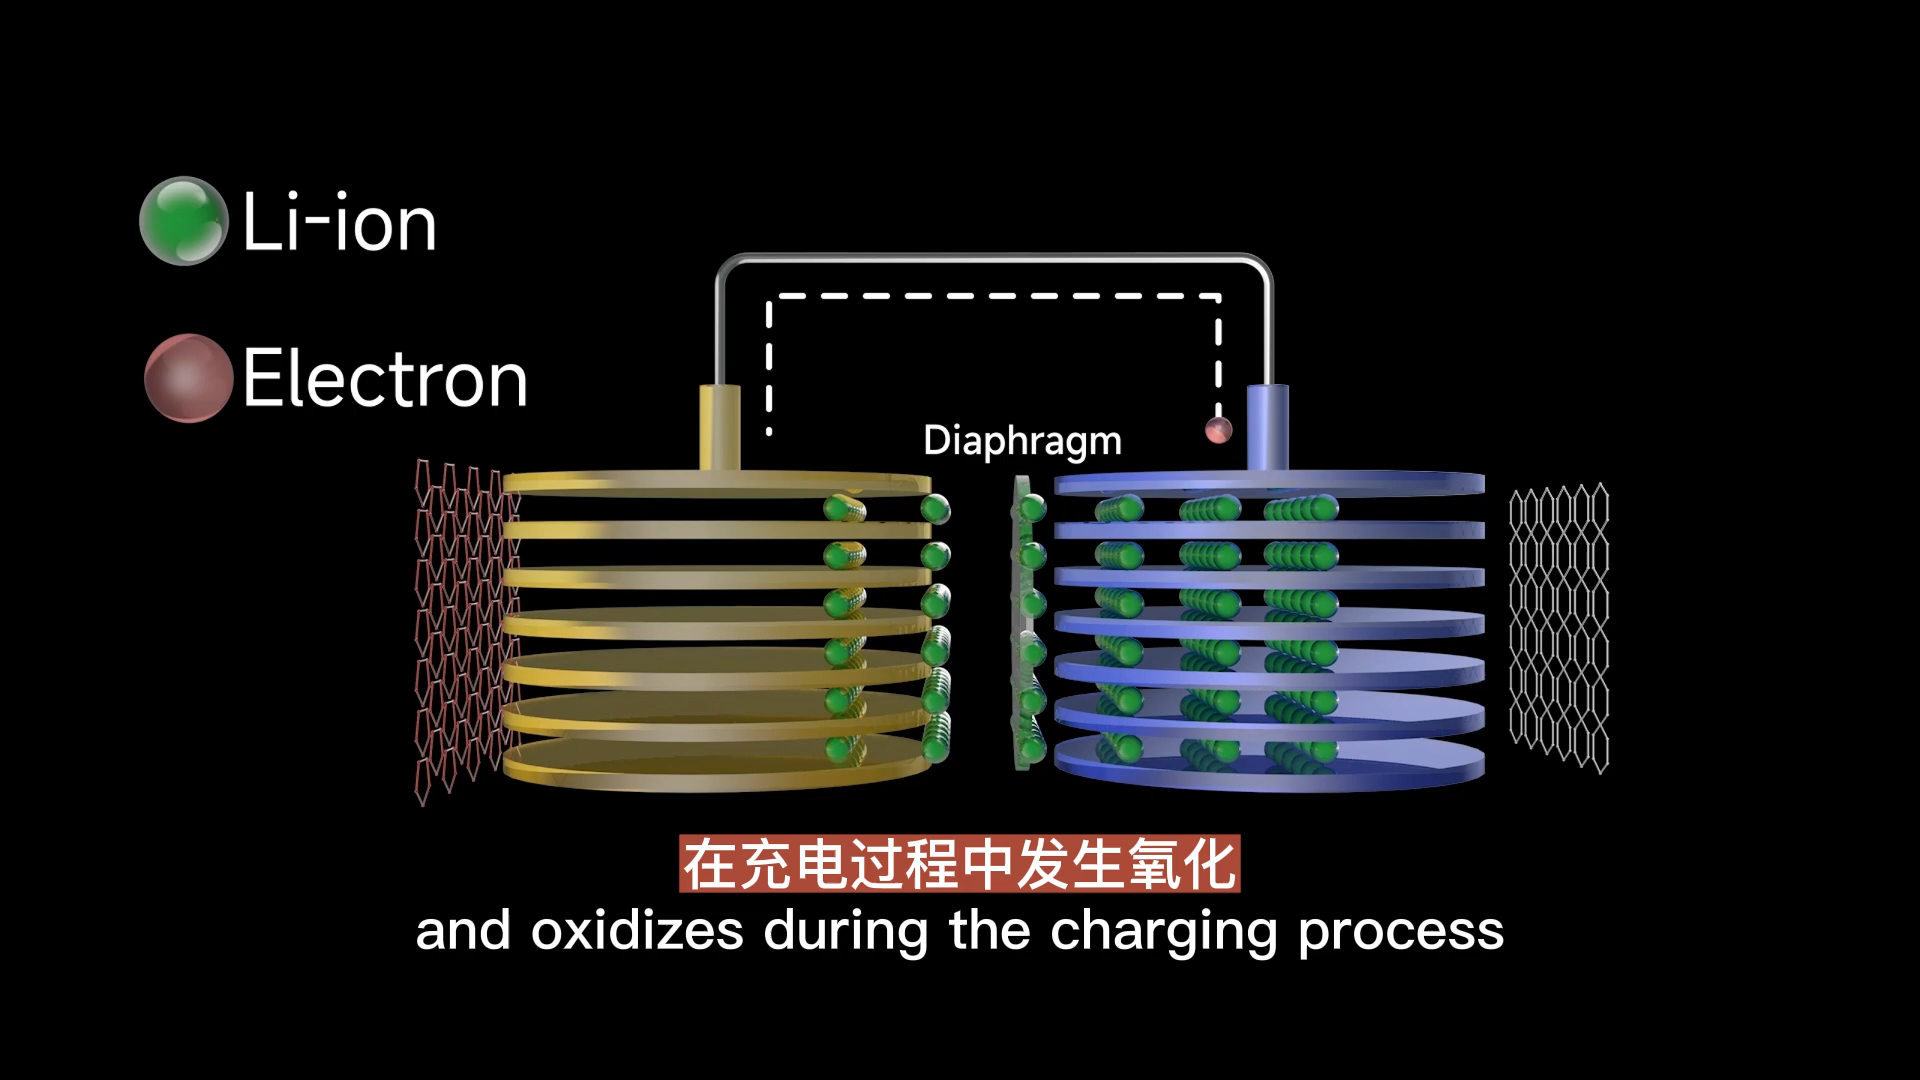 Li-ion
Electron
Diaphragm
在充电过程中发生氧化
and oxidizes during the charging process